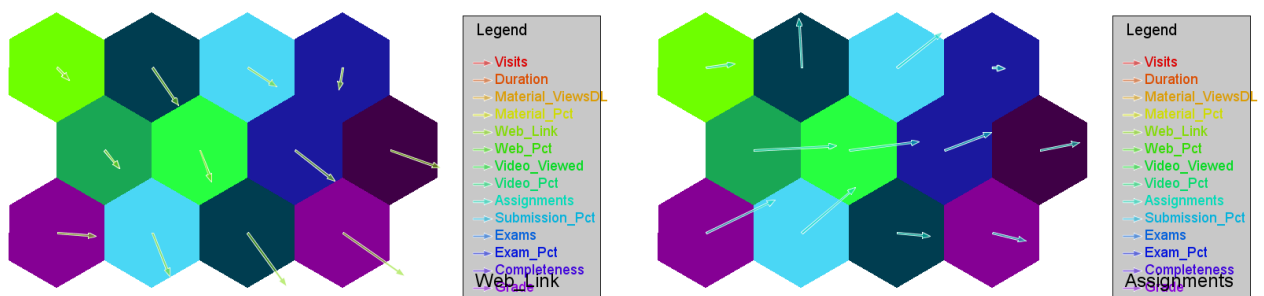 Legend
Visits
Duration
Material_ViewsDL
Material_Pct
Web_Link
Web_Pct
Video_Viewed
Video_Pct
Assignments
Submission_Pct
Exams
Exam_Pct
Completeness
Grade
Web_Link
Legend
Visits
Duration
Material_ViewsDL
Material_Pct
Web_Link
Web_Pct
Video_Viewed
Video_Pct
Assignments
Submission_Pct
Exams
Exam_Pct
Completeness
Grade
Assignments